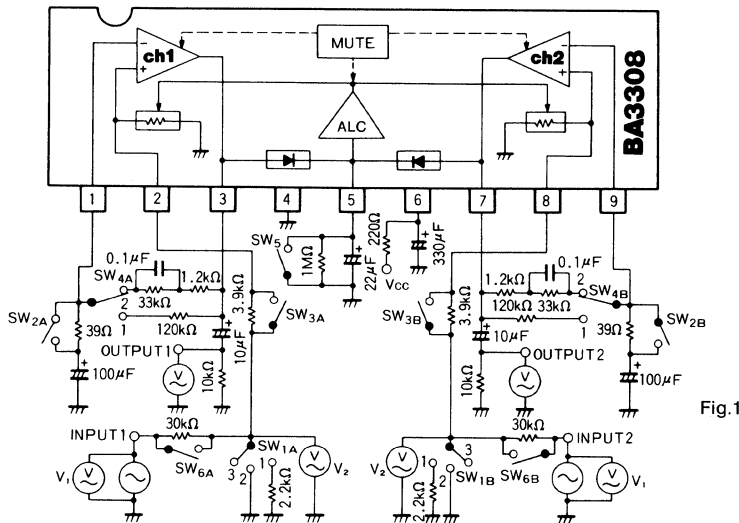 MUTE
ch1
ch2
ALC
BA3308
1
2
3
4
5
6
7
8
9
0.1μF
SW4A
2
1.2kΩ
33kΩ
1
120kΩ
SW2A
39Ω
100μF
10μF
OUTPUT1
V
10kΩ
3.9kΩ
SW3A
SW5
1MΩ
22μF
220Ω
VCC
330μF
SW3B
3.9kΩ
0.1μF
1.2kΩ
2
120kΩ
33kΩ
SW4B
10μF
1
39Ω
SW2B
OUTPUT2
V
10kΩ
100μF
Fig.1
INPUT1
30kΩ
SW6A
V1
V
SW1A
3
2
1
2.2kΩ
V
V2
V2
V
1
2.2kΩ
3
2
SW1B
30kΩ
SW6B
INPUT2
V
V1